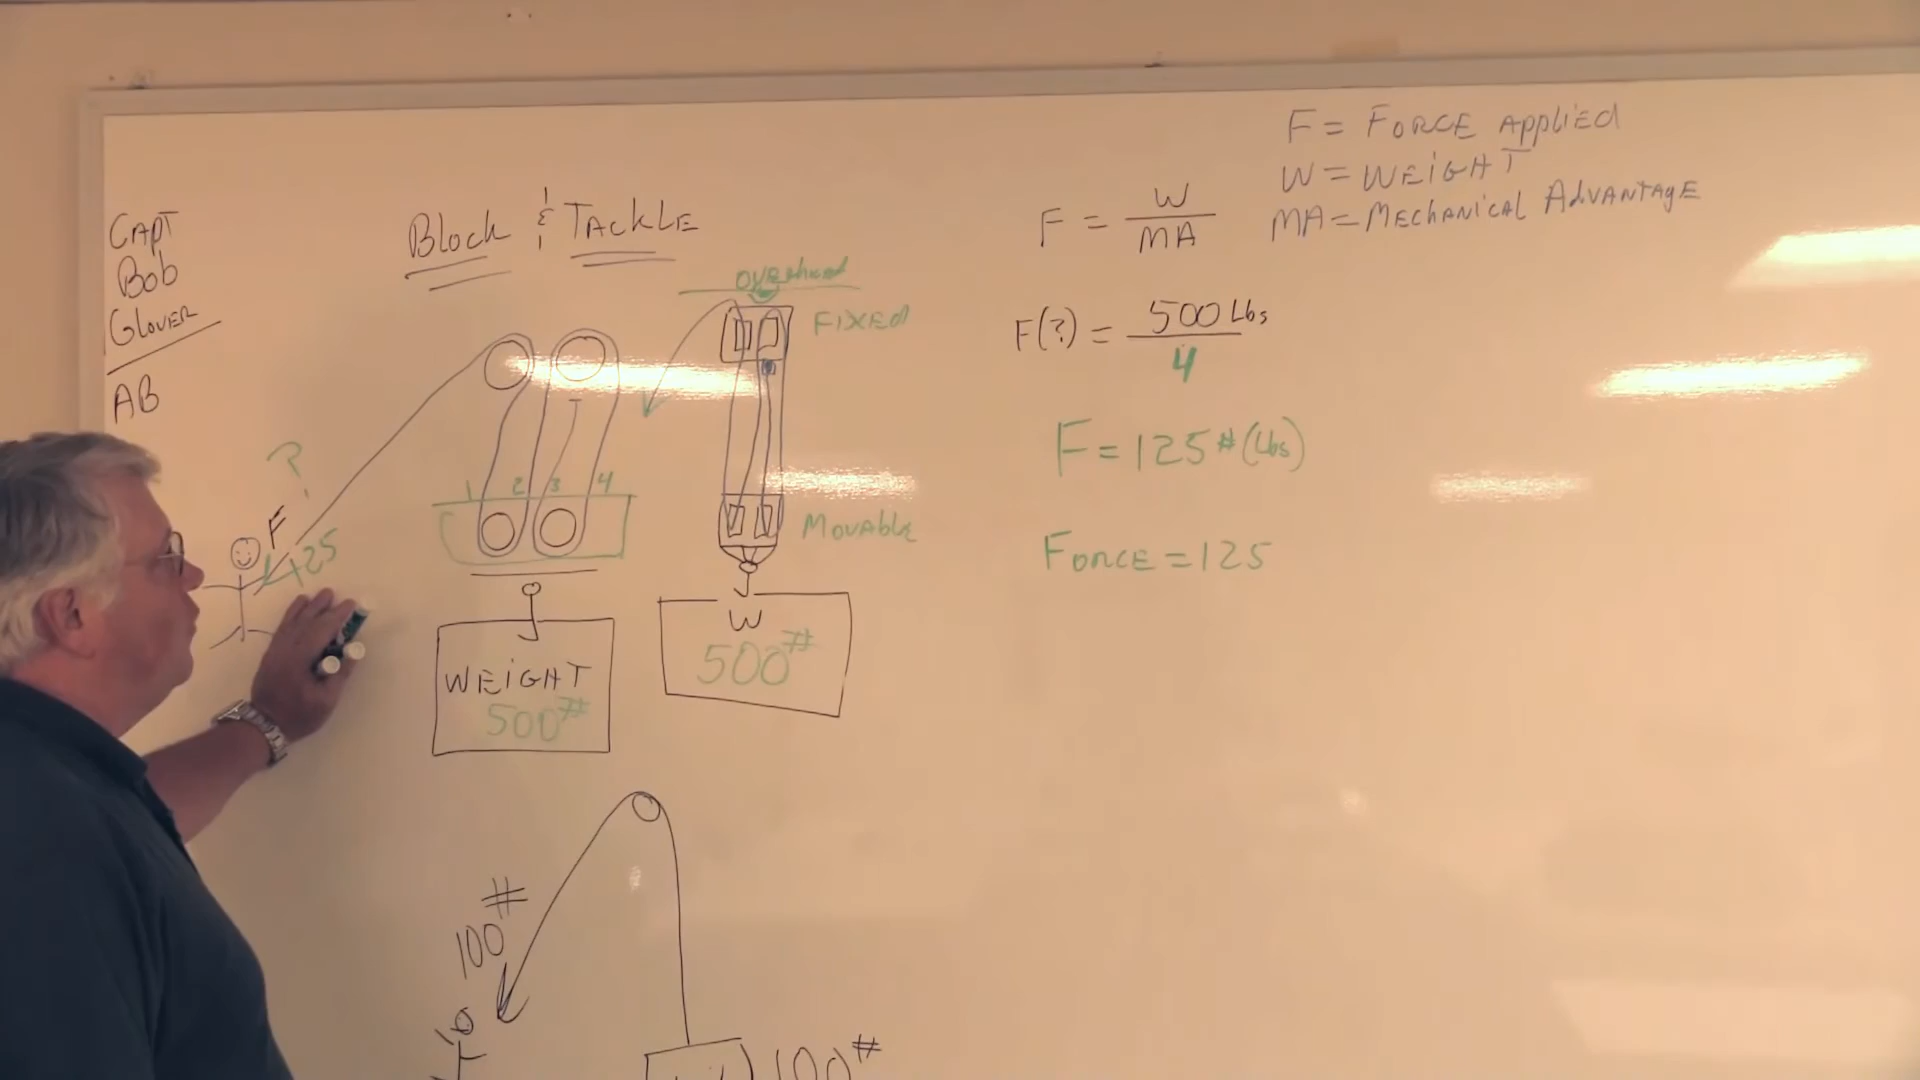 Capt
Bob
Glover
AB
Block & Tackle
overhead
Fixed
Movable
1 2 3 4
?
F
125
WEIGHT
500#
W
500#
100#
100#
F = W
MA
F = FORCE APPLIED
W = WEIGHT
MA = MECHANICAL ADVANTAGE
F(?) = 500 Lbs
4
F = 125 # (Lbs)
FORCE = 125